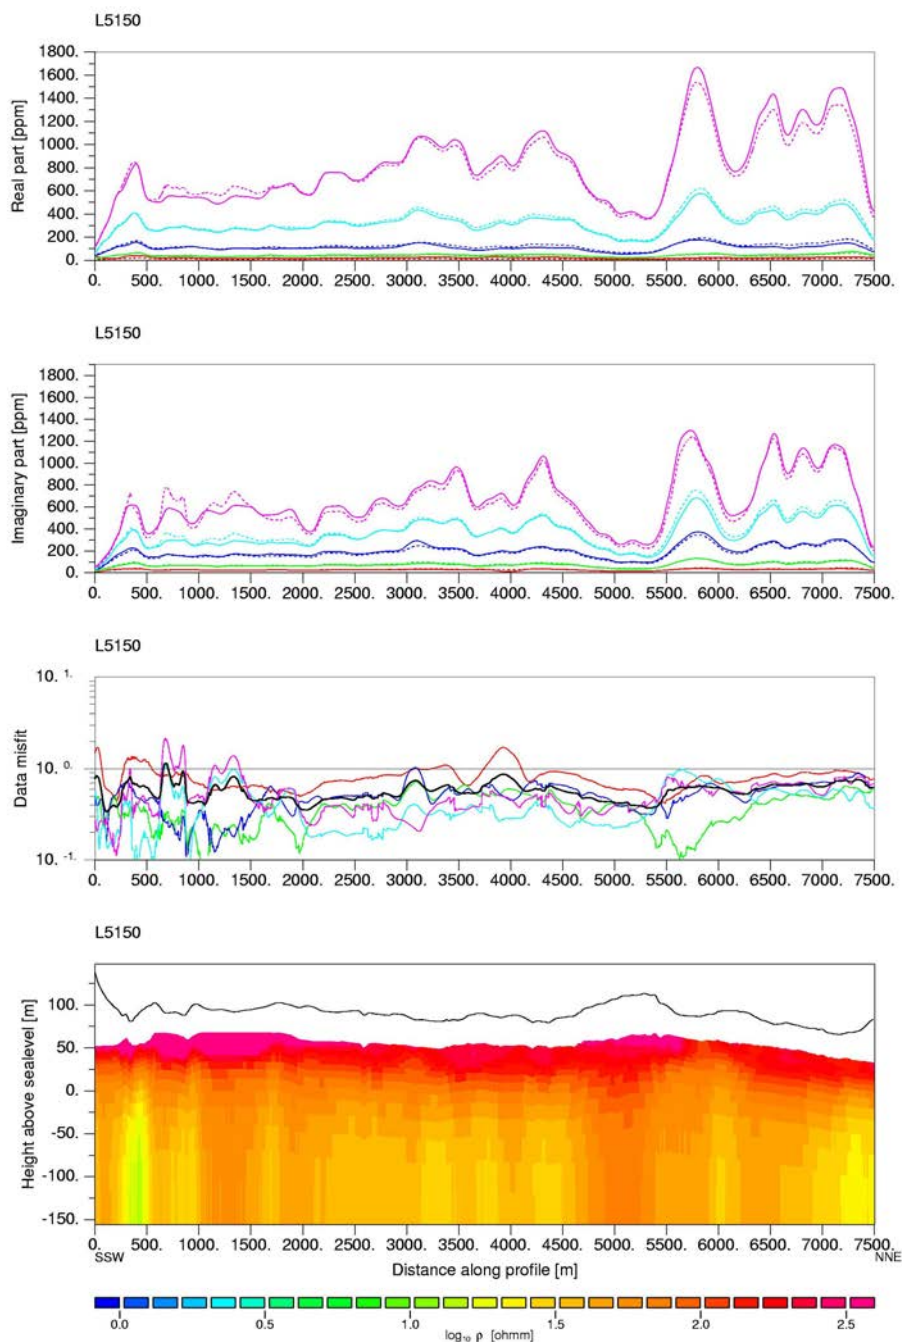 L5150
1800.
1600.
1400.
1200.
1000.
800.
600.
400.
200.
0.
Real part [ppm]
0. 500. 1000. 1500. 2000. 2500. 3000. 3500. 4000. 4500. 5000. 5500. 6000. 6500. 7000. 7500.
L5150
1800.
1600.
1400.
1200.
1000.
800.
600.
400.
200.
0.
Imaginary part [ppm]
0. 500. 1000. 1500. 2000. 2500. 3000. 3500. 4000. 4500. 5000. 5500. 6000. 6500. 7000. 7500.
L5150
10. 1.
10. 0.
10. -1.
Data misfit
0. 500. 1000. 1500. 2000. 2500. 3000. 3500. 4000. 4500. 5000. 5500. 6000. 6500. 7000. 7500.
L5150
100.
50.
0.
-50.
-100.
-150.
Height above sealevel [m]
0. 500. 1000. 1500. 2000. 2500. 3000. 3500. 4000. 4500. 5000. 5500. 6000. 6500. 7000. 7500.
SSW NNE
Distance along profile [m]
0.0 0.5 1.0 1.5 2.0 2.5
log₁₀ ρ [ohmm]